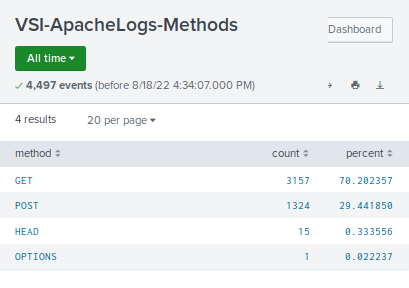 VSI-ApacheLogs-Methods
Dashboard
All time
4,497 events (before 8/18/22 4:34:07.000 PM)
4 results 20 per page
method count percent
GET 3157 70.202357
POST 1324 29.441850
HEAD 15 0.333556
OPTIONS 1 0.022237